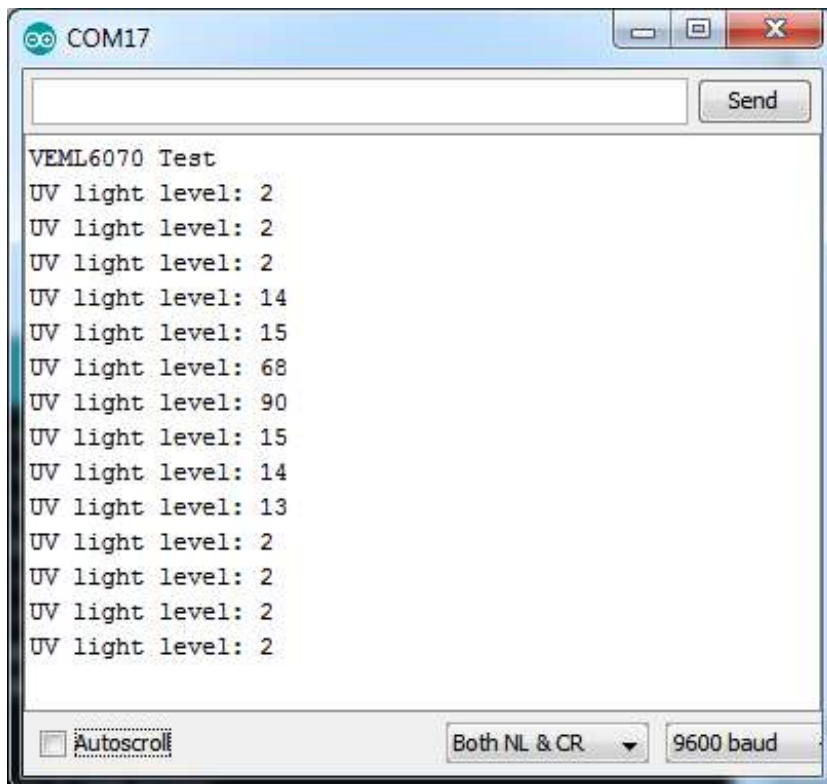 COM17
Send
VEML6070 Test
UV light level: 2
UV light level: 2
UV light level: 2
UV light level: 14
UV light level: 15
UV light level: 68
UV light level: 90
UV light level: 15
UV light level: 14
UV light level: 13
UV light level: 2
UV light level: 2
UV light level: 2
UV light level: 2
Autoscroll Both NL & CR 9600 baud